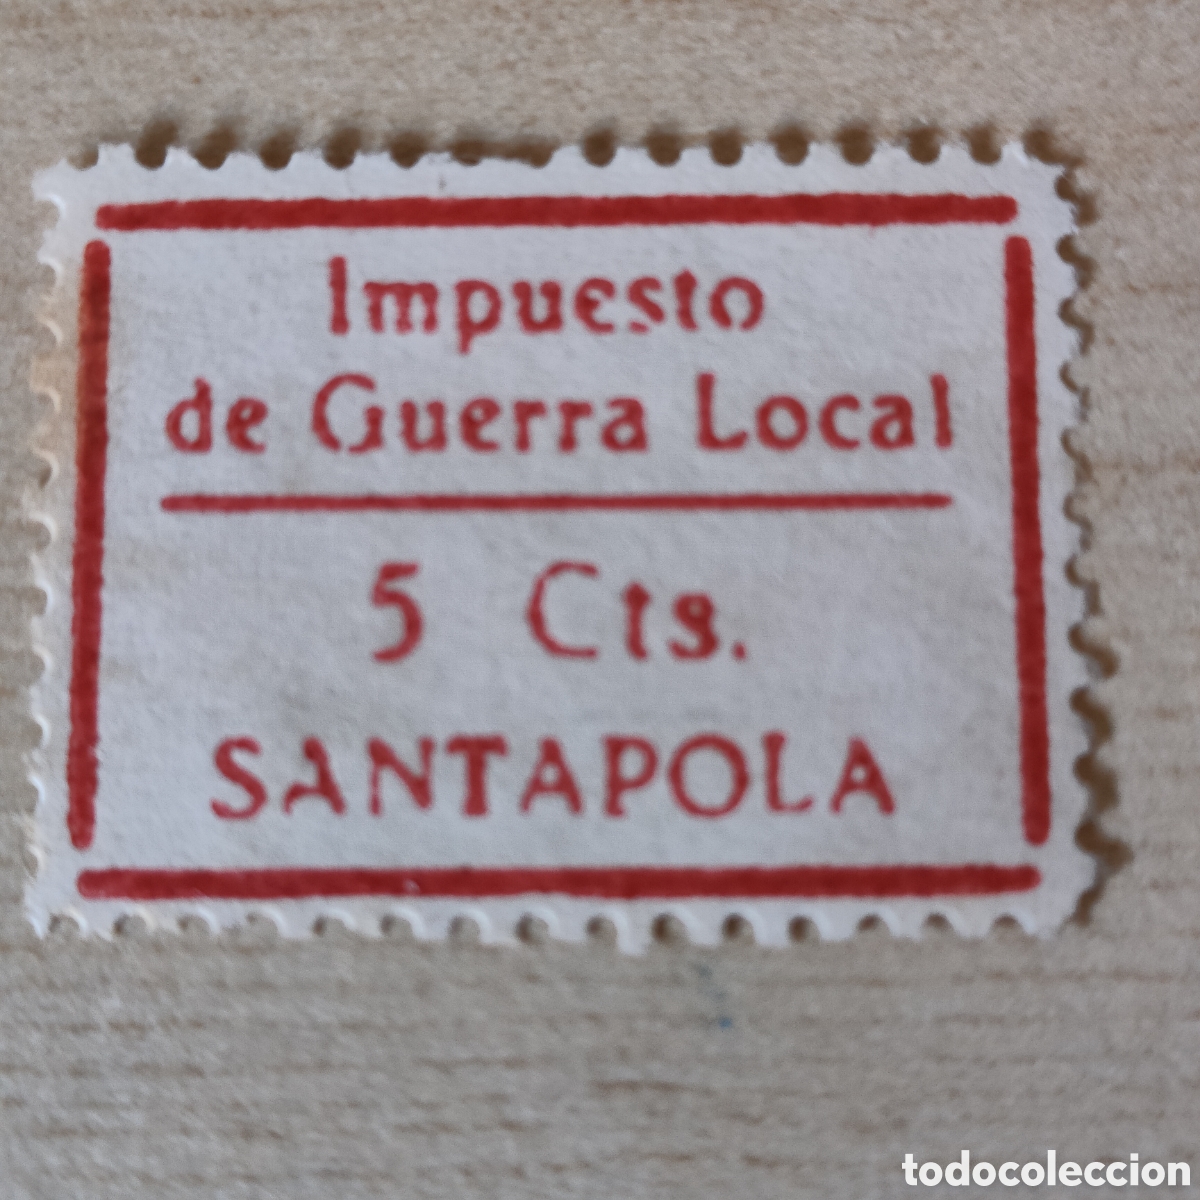 Impuesto
de Guerra Local
5 Cts.
SANTAPOLA
todocoleccion